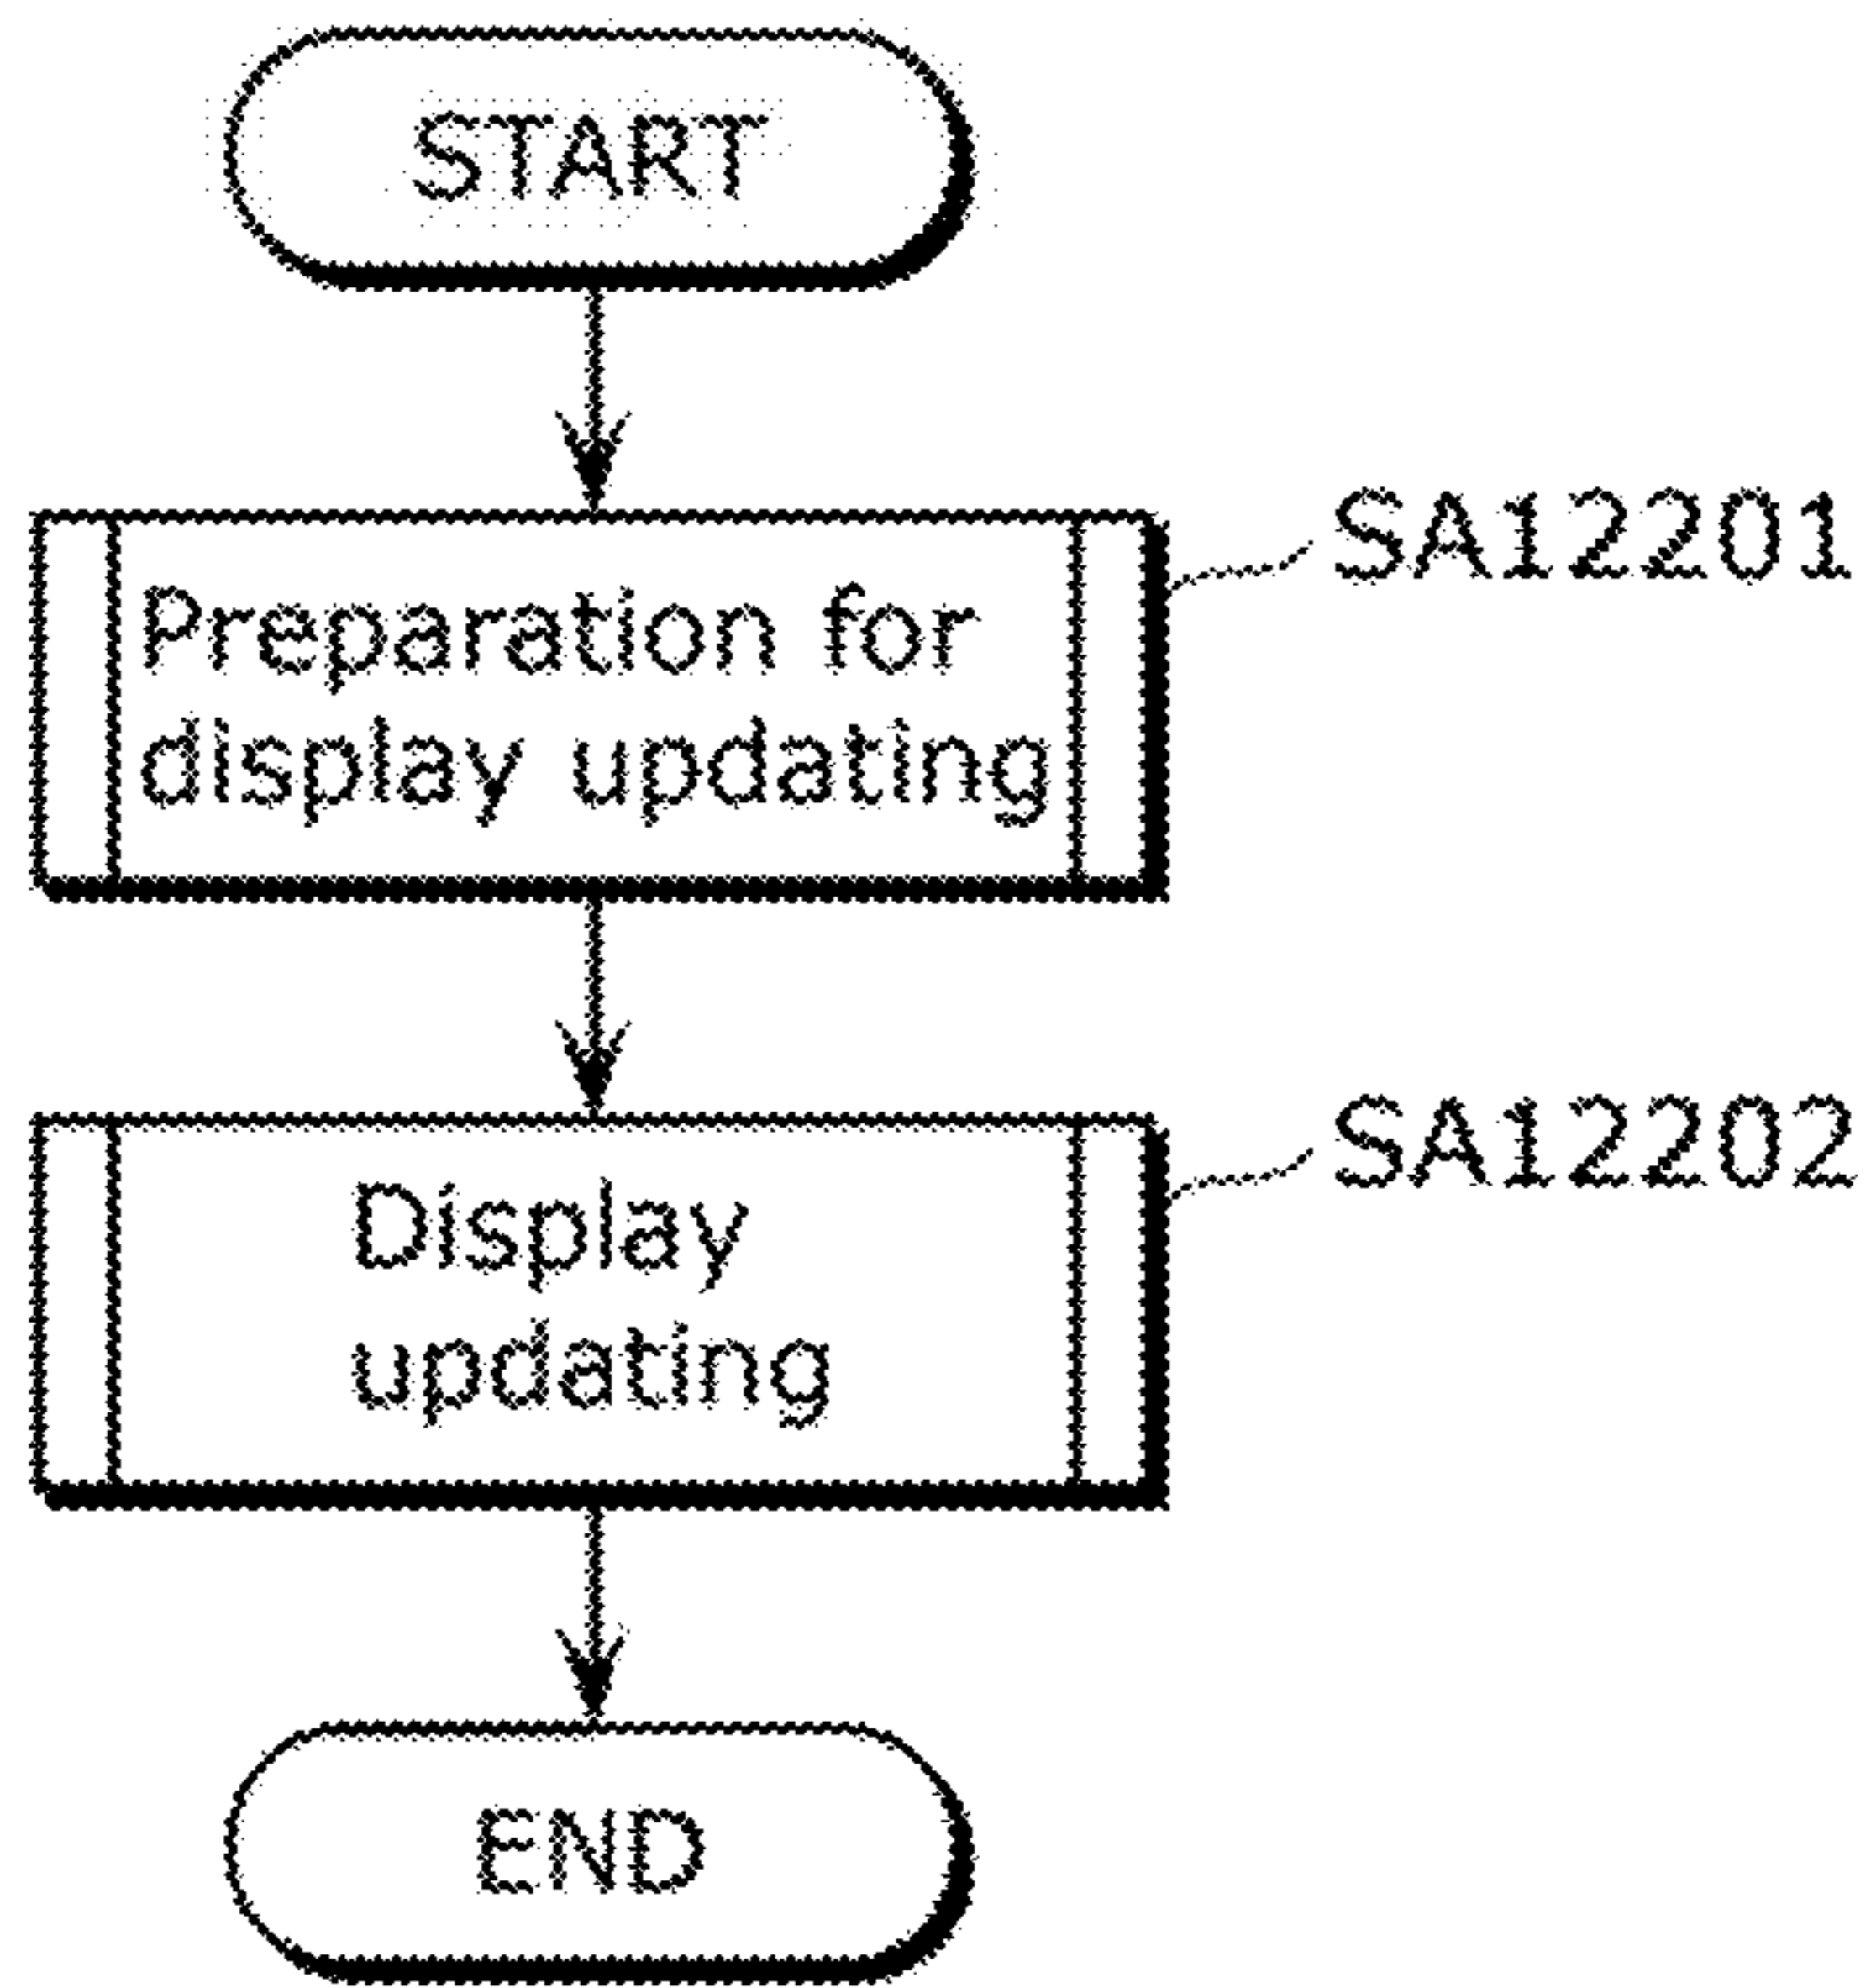 START
SA12201
Preparation for
display updating
SA12202
Display
updating
END